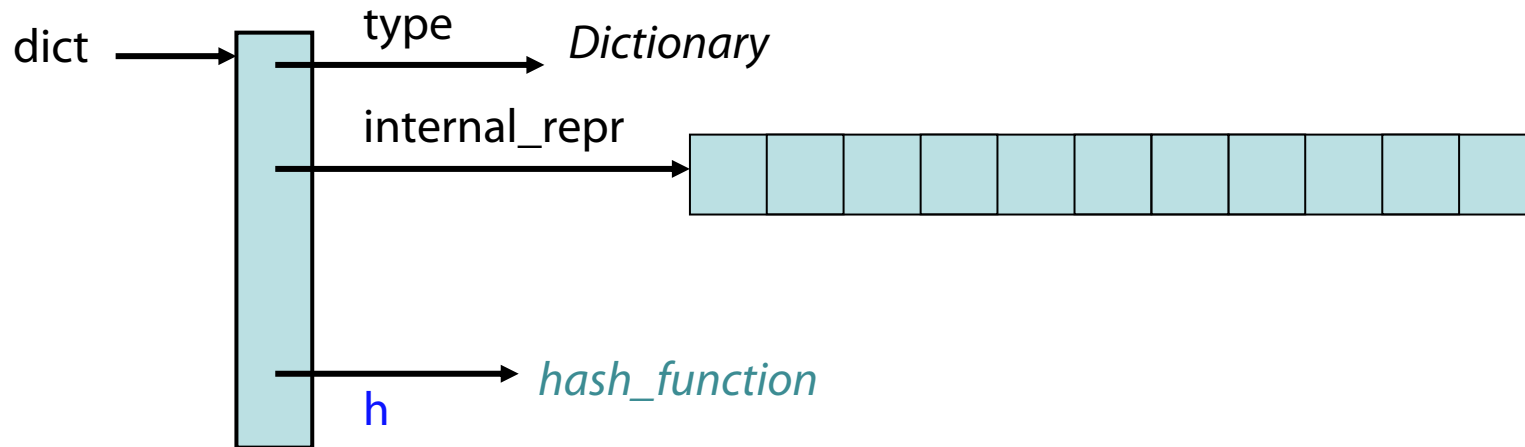 dict
type
Dictionary
internal_repr
hash_function
h